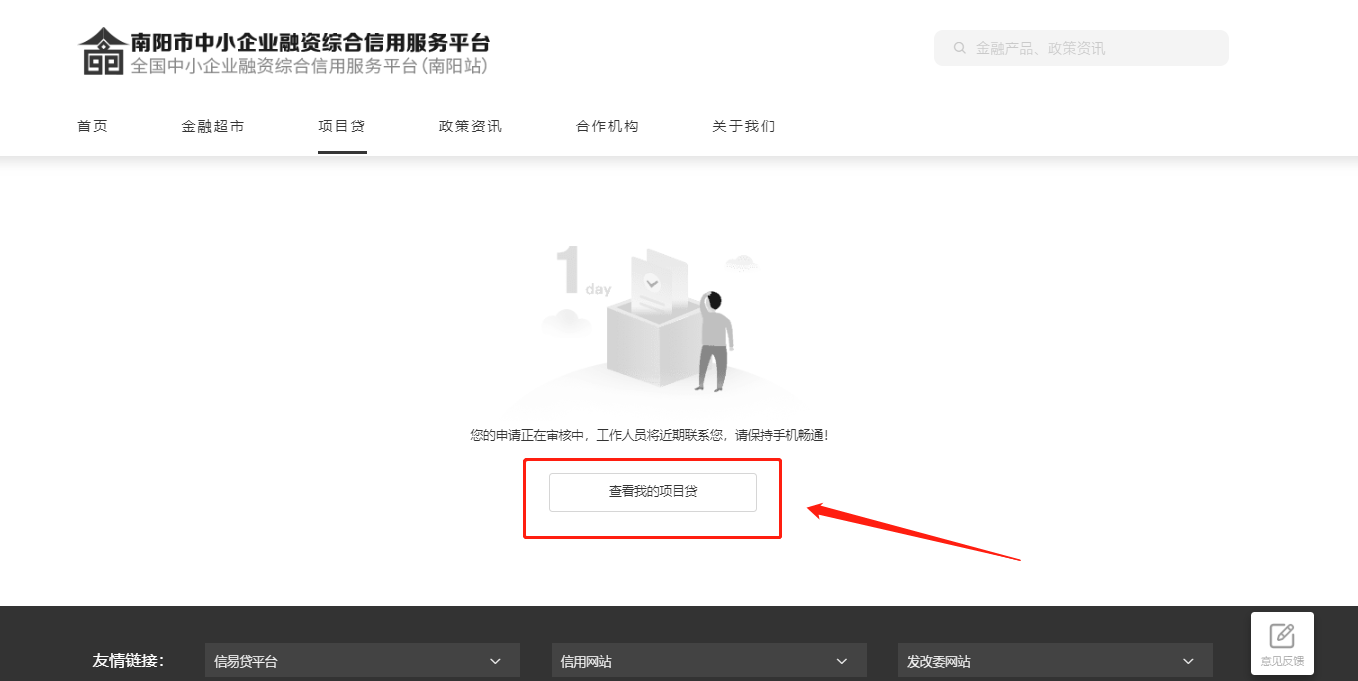 南阳市中小企业融资综合信用服务平台
全国中小企业融资综合信用服务平台(南阳站)
金融产品、政策资讯
首页 金融超市 项目贷 政策资讯 合作机构 关于我们
1 day
您的申请正在审核中，工作人员将近期联系您，请保持手机畅通！
查看我的项目贷
友情链接： 信易贷平台 信用网站 发改委网站
意见反馈